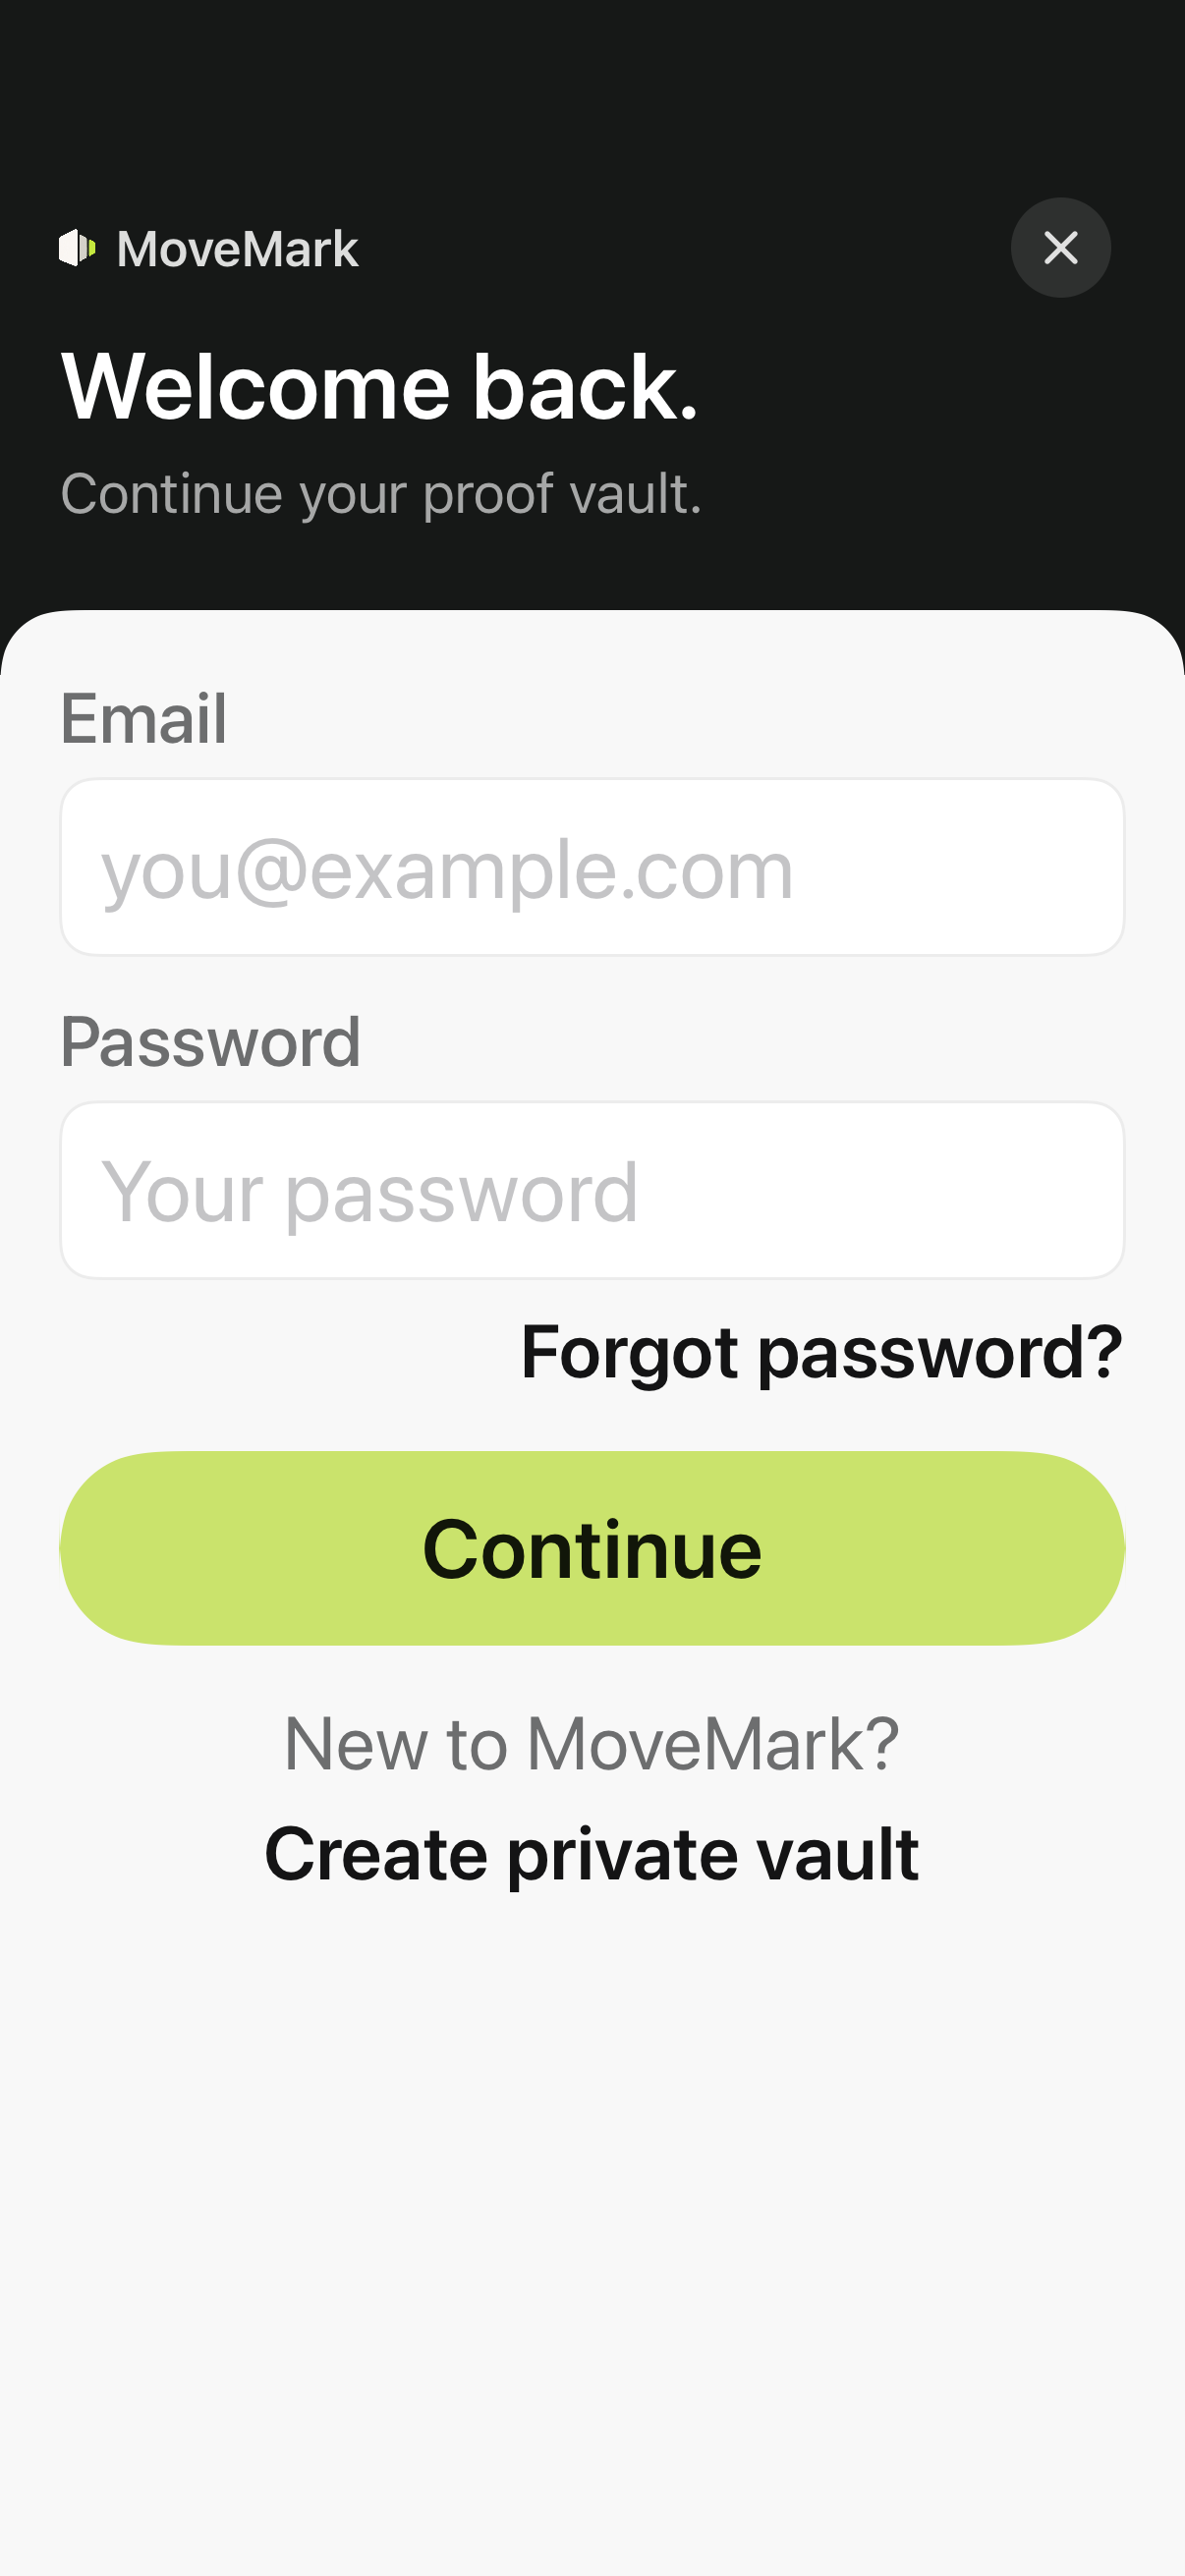 MoveMark
Welcome back.
Continue your proof vault.
Email
you@example.com
Password
Your password
Forgot password?
Continue
New to MoveMark?
Create private vault